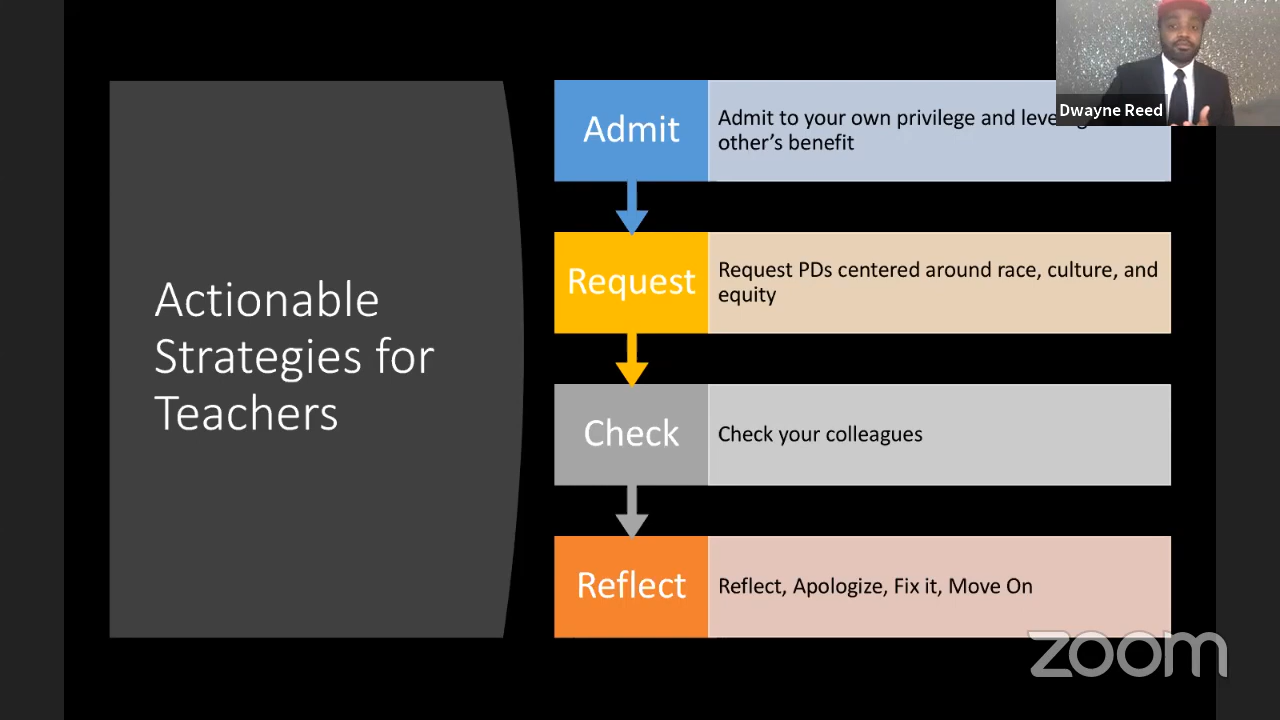 Actionable
Strategies for
Teachers
Admit
Admit to your own privilege and
other’s benefit
Request
Request PDs centered around race, culture, and
equity
Check
Check your colleagues
Reflect
Reflect, Apologize, Fix it, Move On
Dwayne Reed
zoom